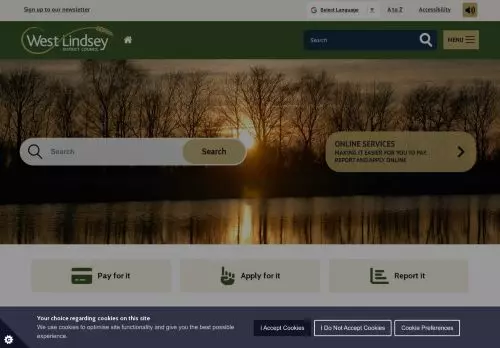 Sign up to our newsletter
G Select Language ▼
A to Z
Accessibility
West Lindsey
DISTRICT COUNCIL
Search
MENU
Search
Search
ONLINE SERVICES
MAKING IT EASIER FOR YOU TO PAY,
REPORT AND APPLY ONLINE
Pay for it
Apply for it
Report it
Your choice regarding cookies on this site
We use cookies to optimise site functionality and give you the best possible
experience.
I Accept Cookies
I Do Not Accept Cookies
Cookie Preferences